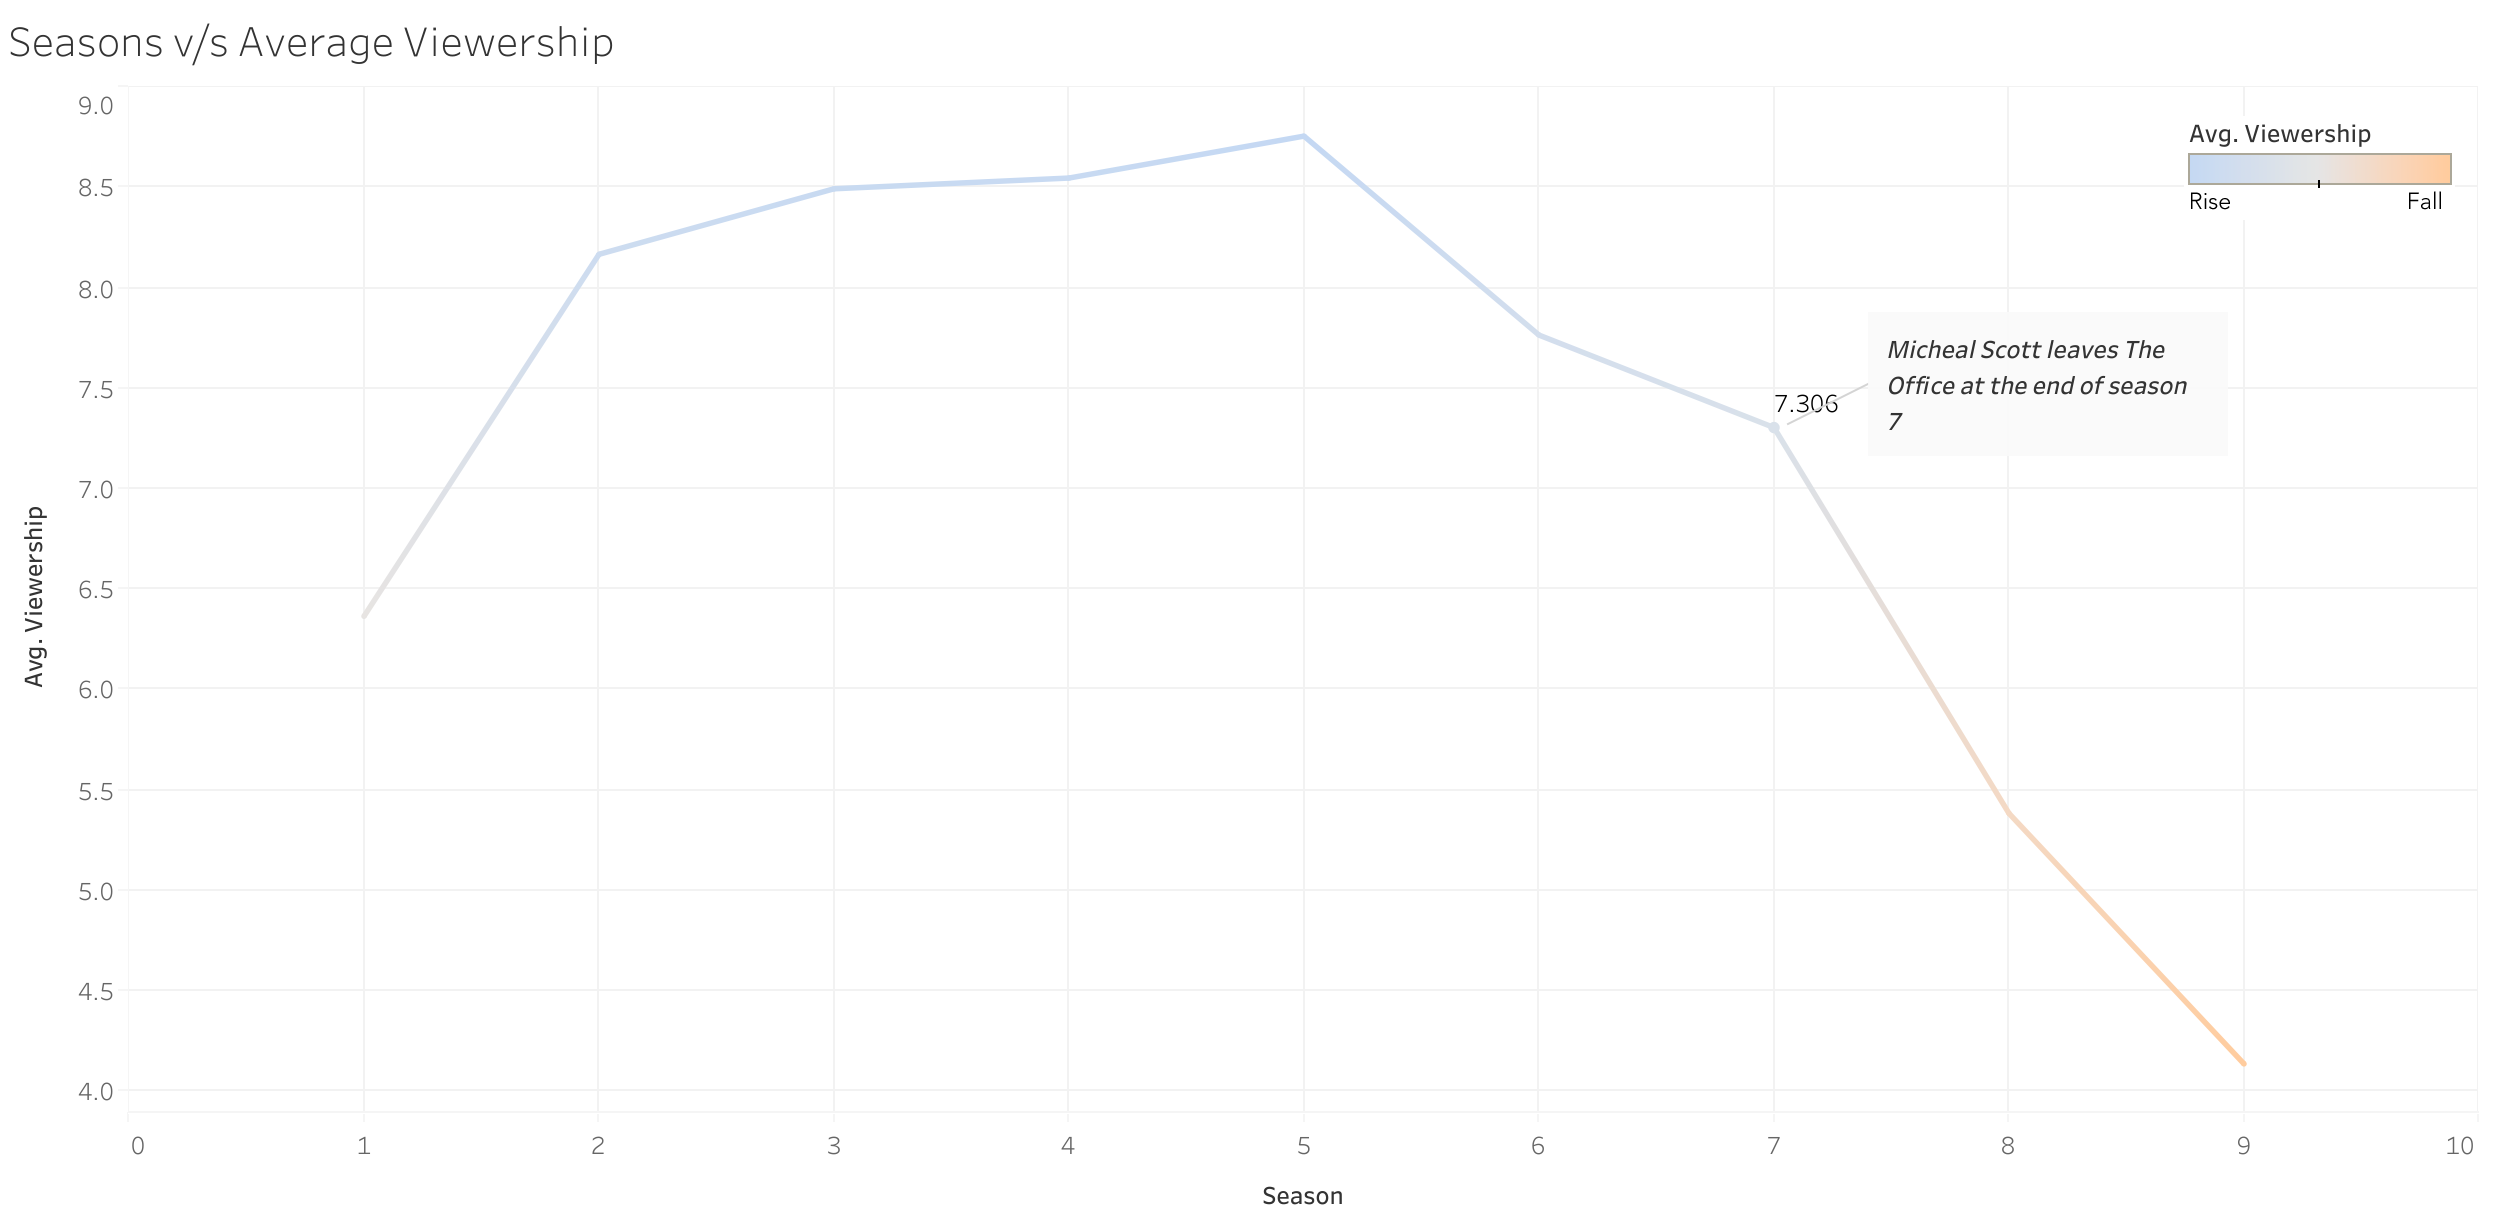 Seasons v/s Average Viewership
9.0
Avg. Viewership
Rise Fall
8.5
8.0
Micheal Scott leaves The
Office at the end of season
7
7.5
7.306
7.0
6.5
Avg. Viewership
6.0
5.5
5.0
4.5
4.0
0 1 2 3 4 5 6 7 8 9 10
Season